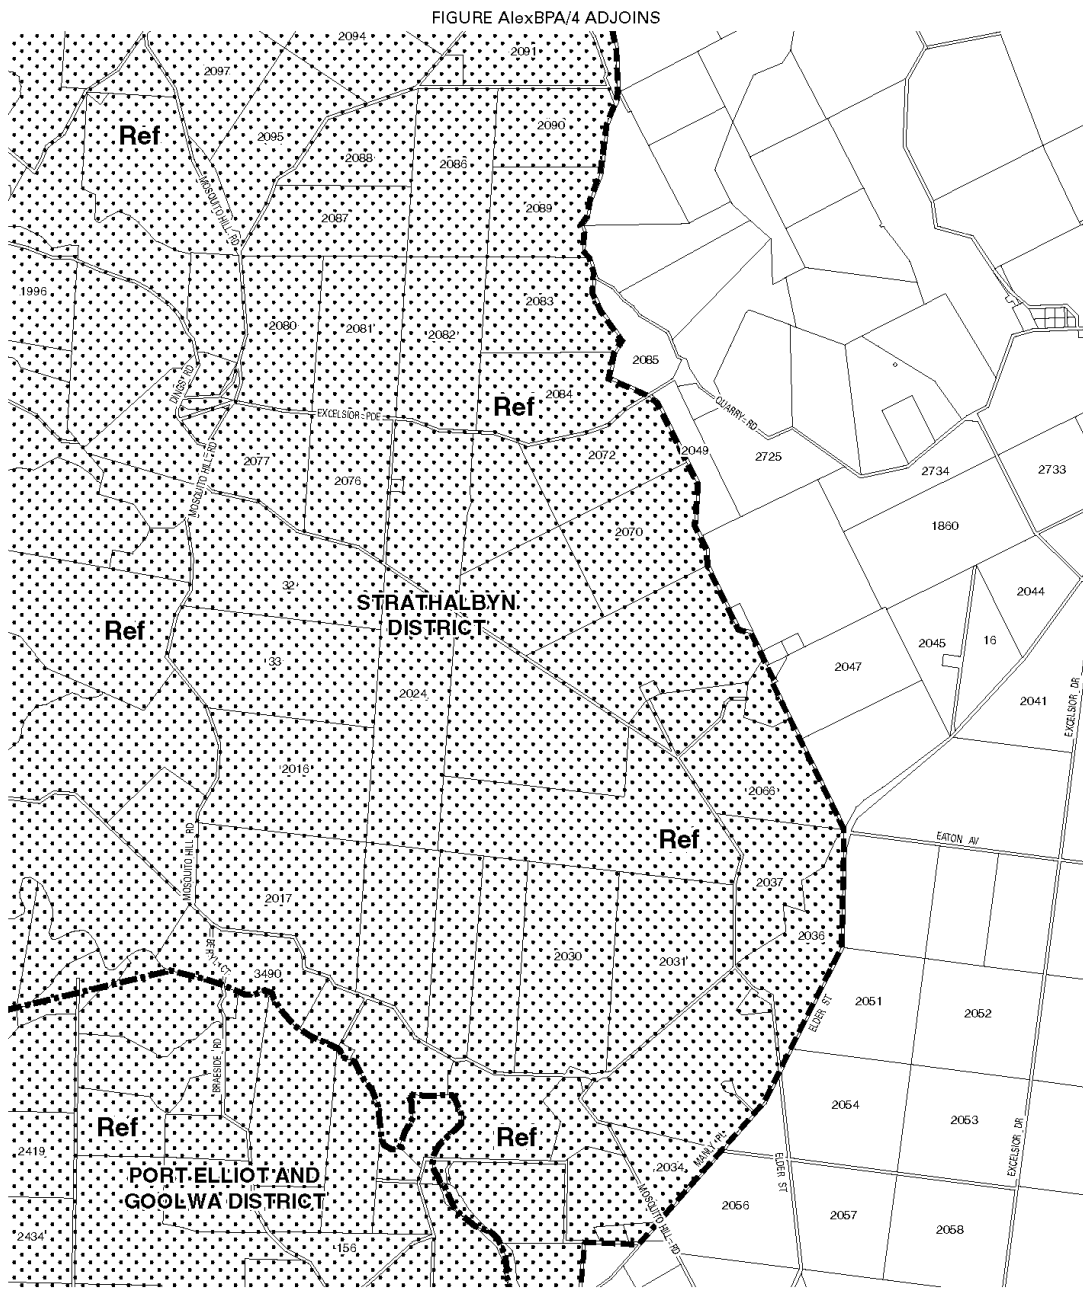 FIGURE AlexBPA/4 ADJOINS
2094
2091
2097
2090
Ref
2095
2088
2086
MOSQUITO HILL RD
2089
2087
1996
2083
2080
2081
2082
2085
DINGS RD
2084
Ref
QUARRY RD
EXCELSIOR PDE
2049
2072
2725
2077
MOSQUITO HILL RD
2734
2733
2076
1860
2070
32
2044
STRATHALBYN
DISTRICT
Ref
2045
16
33
2047
2024
2041
EXCELSIOR DR
2016
2066
Ref
EATON AV
MOSQUITO HILL RD
2037
2017
2036
BERYL CT
2030
2031
3490
2051
ELDER ST
2052
BRAESIDE RD
2054
2053
Ref
Ref
MANLY PL
EXCELSIOR DR
2419
2034
ELDER ST
PORT ELLIOT AND
GOOLWA DISTRICT
MOSQUITO HILL RD
2056
2057
2058
2434
156